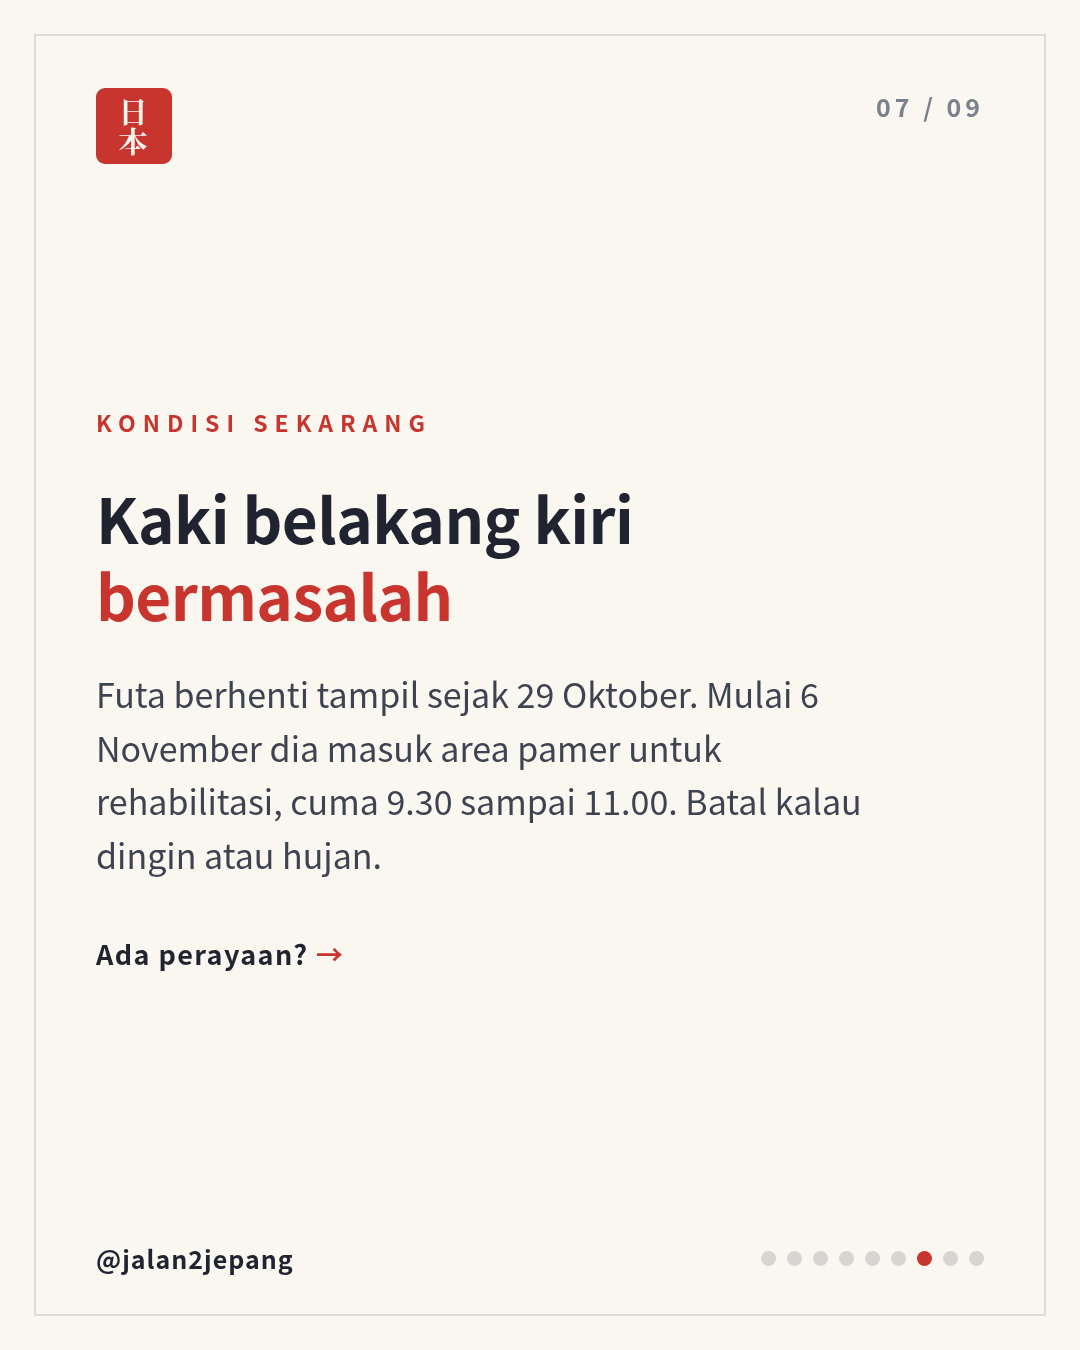 日
本
07 / 09
KONDISI SEKARANG
Kaki belakang kiri
bermasalah
Futa berhenti tampil sejak 29 Oktober. Mulai 6
November dia masuk area pamer untuk
rehabilitasi, cuma 9.30 sampai 11.00. Batal kalau
dingin atau hujan.
Ada perayaan? →
@jalan2jepang